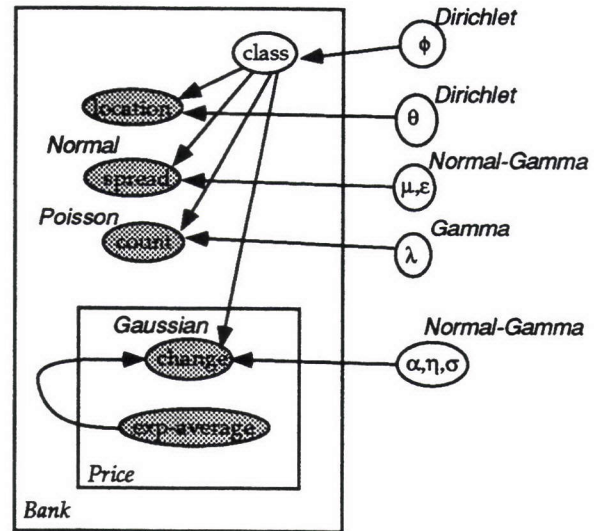 Dirichlet
class
φ
location
Dirichlet
θ
Normal
spread
Normal-Gamma
μ,ε
Poisson
count
Gamma
λ
Gaussian
change
Normal-Gamma
α,η,σ
exp-average
Price
Bank